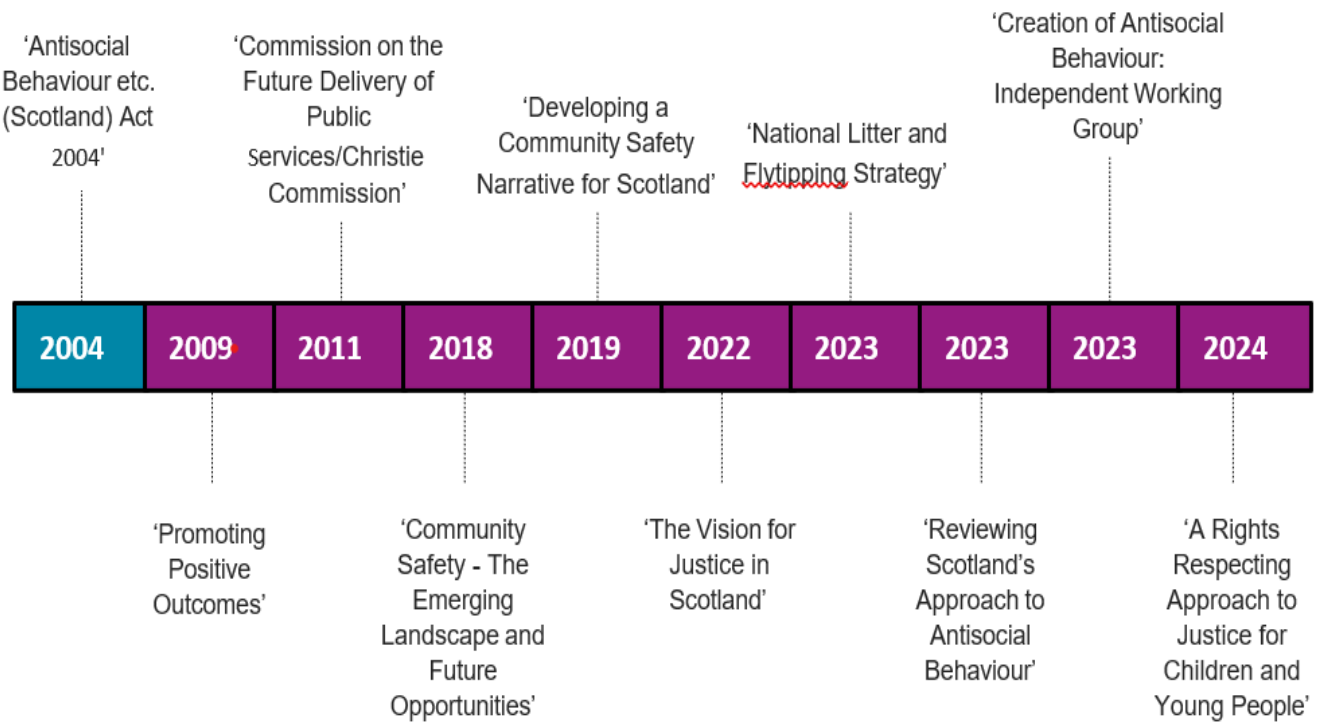 ‘Antisocial
Behaviour etc.
(Scotland) Act
2004'
‘Commission on the
Future Delivery of
Public
Services/Christie
Commission’
‘Developing a
Community Safety
Narrative for Scotland’
‘National Litter and
Flytipping Strategy’
‘Creation of Antisocial
Behaviour:
Independent Working
Group’
2004
2009
2011
2018
2019
2022
2023
2023
2023
2024
‘Promoting
Positive
Outcomes’
‘Community
Safety - The
Emerging
Landscape and
Future
Opportunities’
‘The Vision for
Justice in
Scotland’
‘Reviewing
Scotland’s
Approach to
Antisocial
Behaviour’
‘A Rights
Respecting
Approach to
Justice for
Children and
Young People’